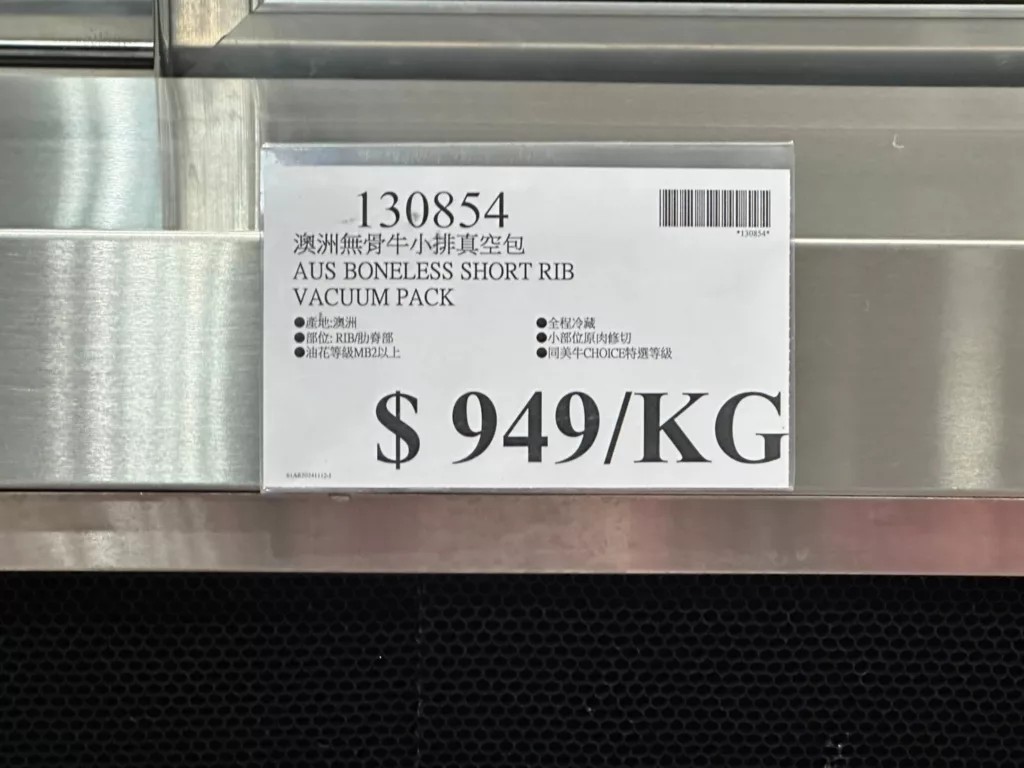 130854
*130854*
澳洲無骨牛小排真空包
AUS BONELESS SHORT RIB
VACUUM PACK
●產地:澳洲
●部位: RIB/肋脊部
●油花等級MB2以上
●全程冷藏
●小部位原肉修切
●同美牛CHOICE特選等級
$ 949/KG